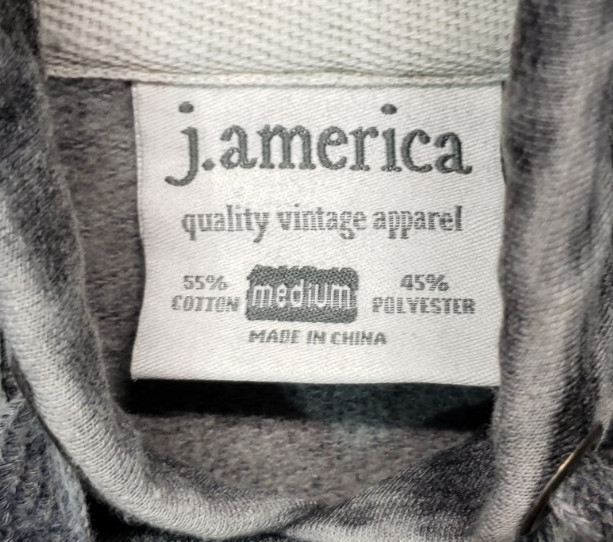 j.america
quality vintage apparel
55% COTTON
medium
45% POLYESTER
MADE IN CHINA